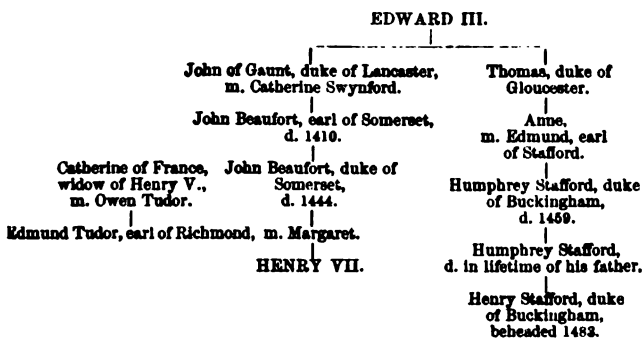 EDWARD III.
John of Gaunt, duke of Lancaster,
m. Catherine Swynford.
Thomas, duke of
Gloucester.
John Beaufort, earl of Somerset,
d. 1410.
Anne,
m. Edmund, earl
of Stafford.
Catherine of France,
widow of Henry V.,
m. Owen Tudor.
John Beaufort, duke of
Somerset,
d. 1444.
Humphrey Stafford, duke
of Buckingham,
d. 1459.
Edmund Tudor, earl of Richmond, m. Margaret.
HENRY VII.
Humphrey Stafford,
d. in lifetime of his father.
Henry Stafford, duke
of Buckingham,
beheaded 1483.